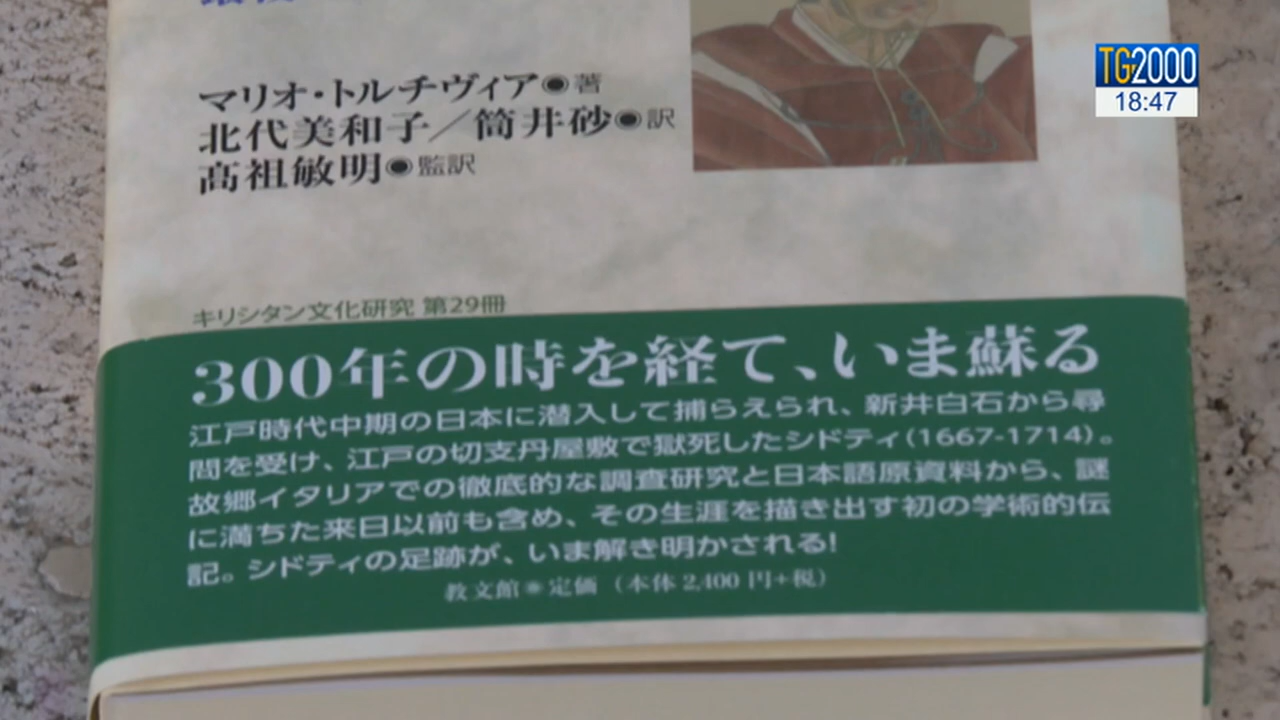 TG2000
18:47
マリオ・トルチヴィア◉著
北代美和子／筒井砂◉訳
髙祖敏明◉監訳
キリシタン文化研究 第29冊
300年の時を経て、いま蘇る
江戸時代中期の日本に潜入して捕らえられ、新井白石から尋
問を受け、江戸の切支丹屋敷で獄死したシドティ(1667-1714)。
故郷イタリアでの徹底的な調査研究と日本語原資料から、謎
に満ちた来日以前も含め、その生涯を描き出す初の学術的伝
記。シドティの足跡が、いま解き明かされる!
教文館◉定価（本体2,400円+税）